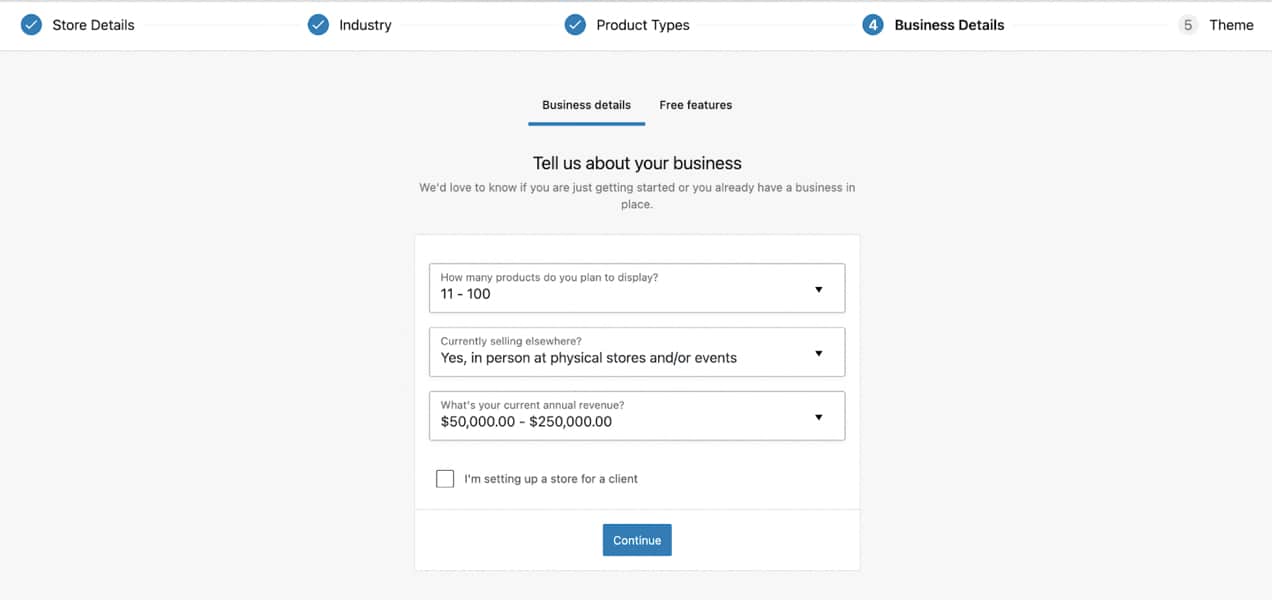 Store Details
Industry
Product Types
4 Business Details
5 Theme
Business details
Free features
Tell us about your business
We'd love to know if you are just getting started or you already have a business in
place.
How many products do you plan to display?
11 - 100
Currently selling elsewhere?
Yes, in person at physical stores and/or events
What's your current annual revenue?
$50,000.00 - $250,000.00
I'm setting up a store for a client
Continue